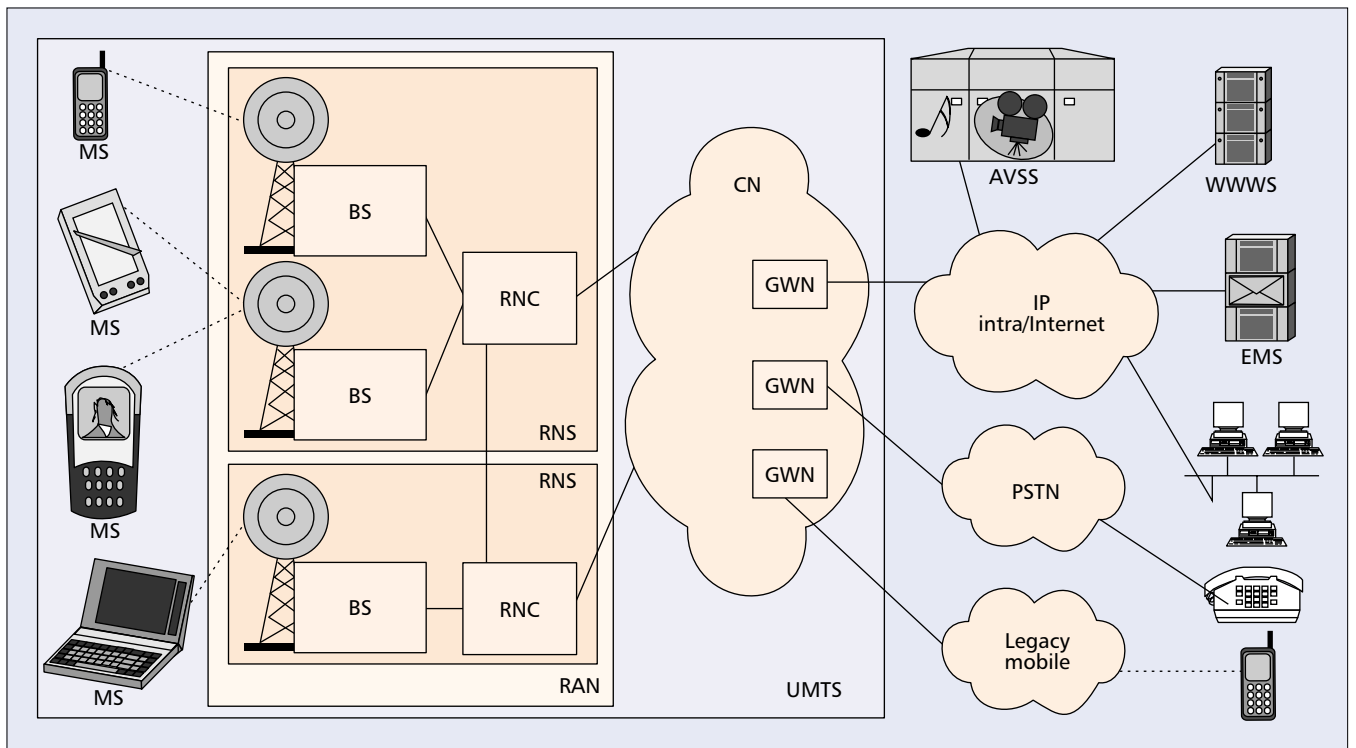 MS
MS
MS
MS
BS
BS
RNC
RNS
RNS
BS
RNC
RAN
CN
GWN
GWN
GWN
UMTS
AVSS
WWWS
IP
intra/Internet
EMS
PSTN
Legacy
mobile